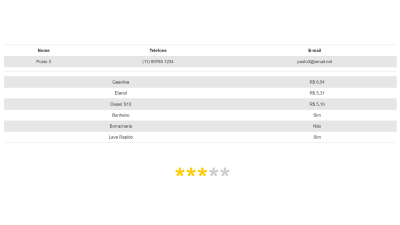 Nome Telefone E-mail
Posto 3 (11) 99765 1234 posto3@email.net
Gasolina R$ 6,54
Etanol R$ 5,31
Diesel S10 R$ 5,10
Banheiro Sim
Borracharia Não
Lava Rapido Sim